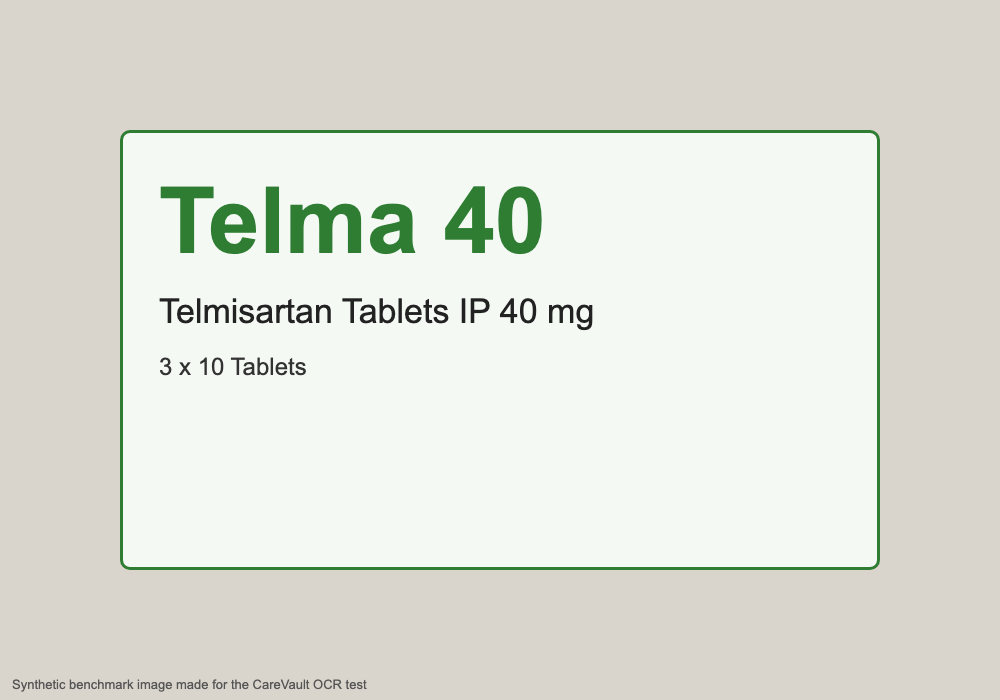 Telma 40
Telmisartan Tablets IP 40 mg
3 x 10 Tablets
Synthetic benchmark image made for the CareVault OCR test